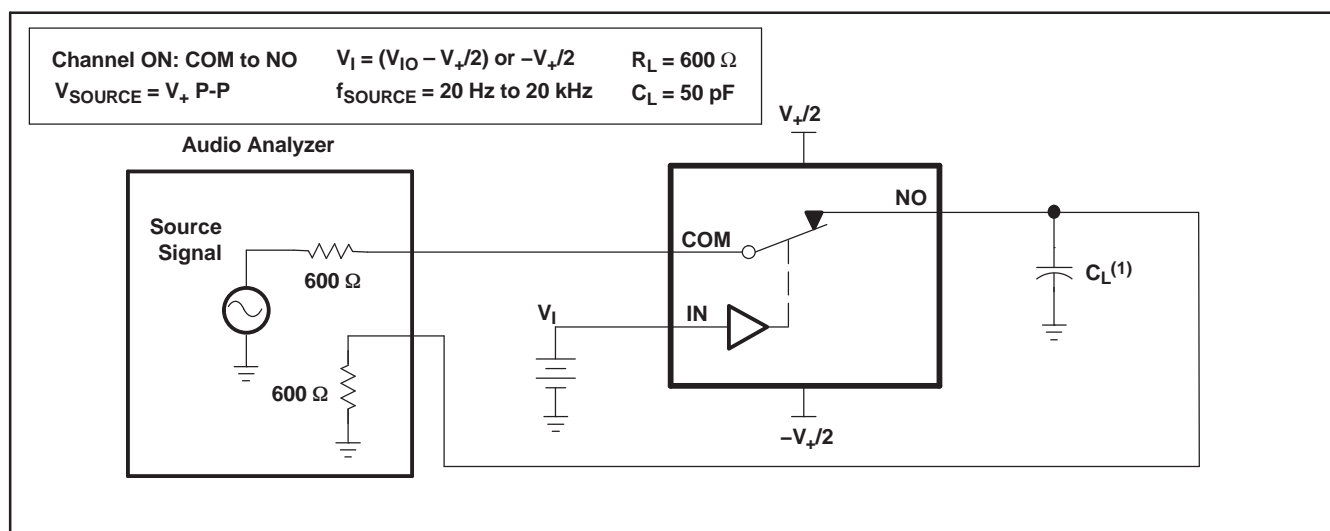 Channel ON: COM to NO V_I = (V_IO – V_+/2) or –V_+/2 R_L = 600 Ω
V_SOURCE = V_+ P-P f_SOURCE = 20 Hz to 20 kHz C_L = 50 pF
Audio Analyzer
V_+/2
NO
Source
Signal
COM
600 Ω
C_L^(1)
V_I
IN
600 Ω
–V_+/2